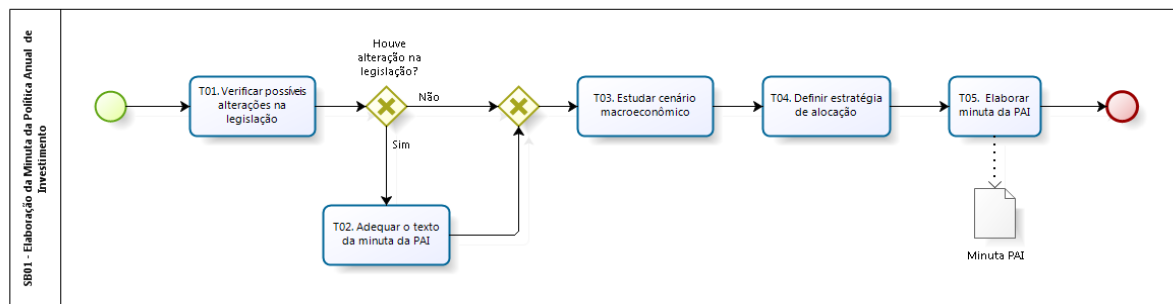 SB01 - Elaboração da Minuta da Política Anual de
Investimento
T01. Verificar possíveis
alterações na
legislação
Houve
alteração na
legislação?
Não
Sim
T02. Adequar o texto
da minuta da PAI
T03. Estudar cenário
macroeconômico
T04. Definir estratégia
de alocação
T05.  Elaborar
minuta da PAI
Minuta PAI